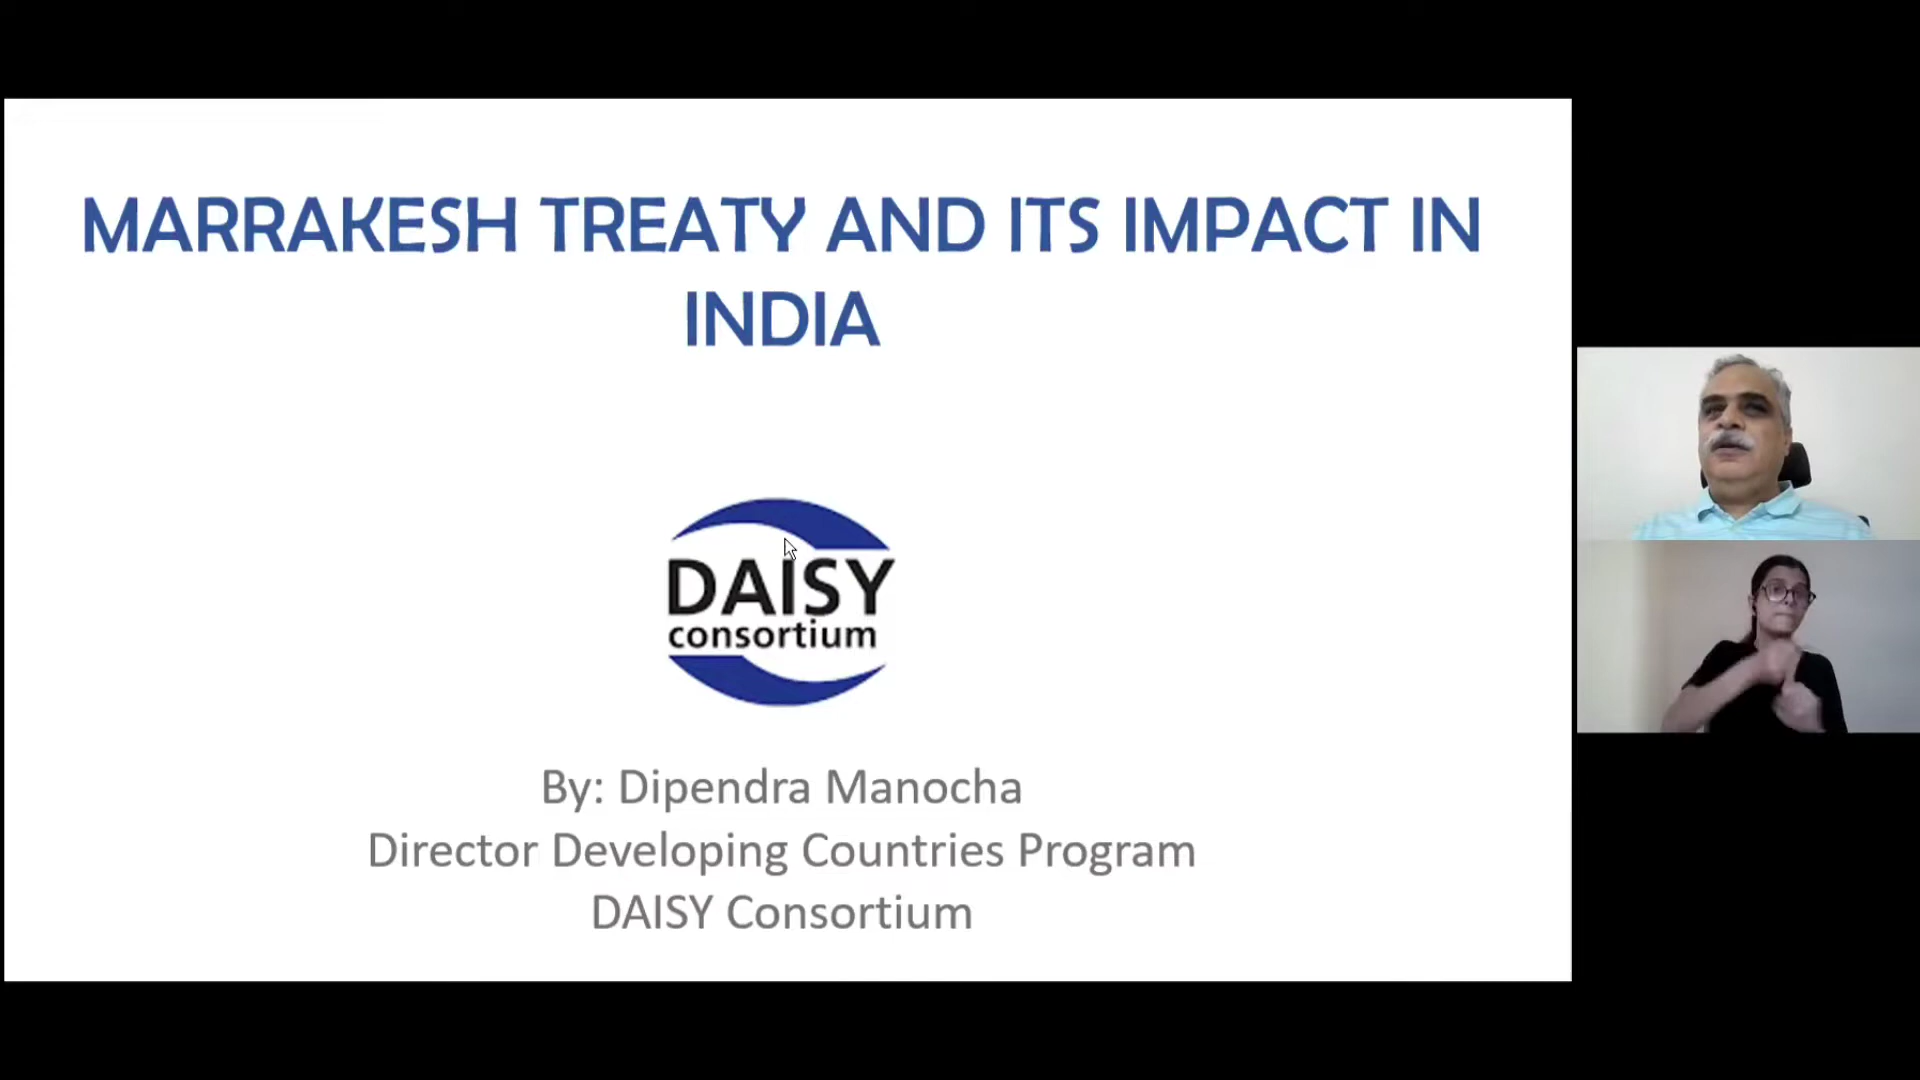 MARRAKESH TREATY AND ITS IMPACT IN
INDIA
DAISY
consortium
By: Dipendra Manocha
Director Developing Countries Program
DAISY Consortium